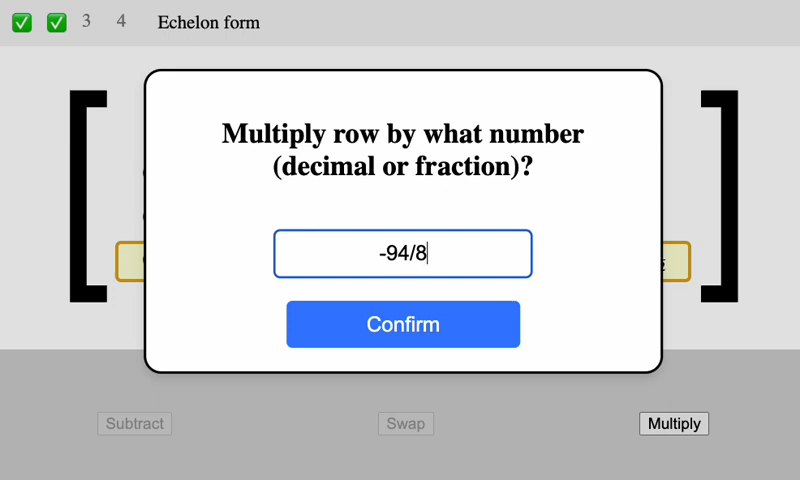 ✅ ✅ 3 4 Echelon form
Multiply row by what number
(decimal or fraction)?
-94/8
Confirm
Subtract Swap Multiply